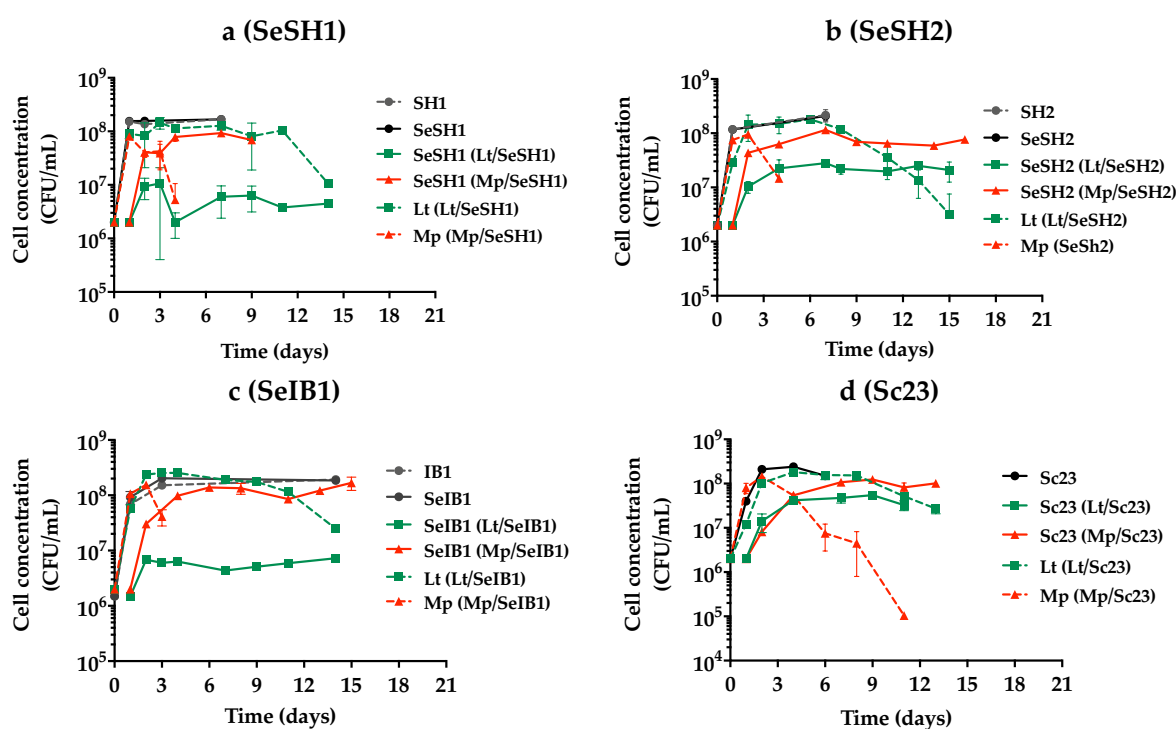 a (SeSH1)
Cell concentration
(CFU/mL)
10⁹
10⁸
10⁷
10⁶
10⁵
0 3 6 9 12 15 18 21
Time (days)
SH1
SeSH1
SeSH1 (Lt/SeSH1)
SeSH1 (Mp/SeSH1)
Lt (Lt/SeSH1)
Mp (Mp/SeSH1)
b (SeSH2)
Cell concentration
(CFU/mL)
10⁹
10⁸
10⁷
10⁶
10⁵
0 3 6 9 12 15 18 21
Time (days)
SH2
SeSH2
SeSH2 (Lt/SeSH2)
SeSH2 (Mp/SeSH2)
Lt (Lt/SeSH2)
Mp (SeSh2)
c (SeIB1)
Cell concentration
(CFU/mL)
10⁹
10⁸
10⁷
10⁶
10⁵
0 3 6 9 12 15 18 21
Time (days)
IB1
SeIB1
SeIB1 (Lt/SeIB1)
SeIB1 (Mp/SeIB1)
Lt (Lt/SeIB1)
Mp (Mp/SeIB1)
d (Sc23)
Cell concentration
(CFU/mL)
10⁹
10⁸
10⁷
10⁶
10⁵
10⁴
0 3 6 9 12 15 18 21
Time (days)
Sc23
Sc23 (Lt/Sc23)
Sc23 (Mp/Sc23)
Lt (Lt/Sc23)
Mp (Mp/Sc23)